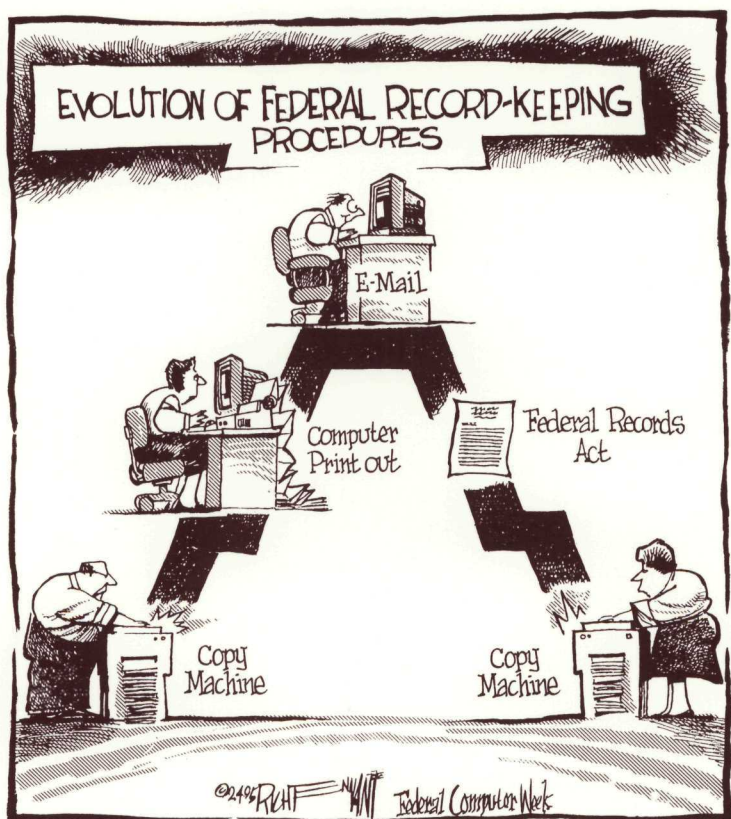 EVOLUTION OF FEDERAL RECORD-KEEPING
PROCEDURES
E-Mail
Computer
Print out
Federal Records
Act
Copy
Machine
Copy
Machine
Federal Computer Week